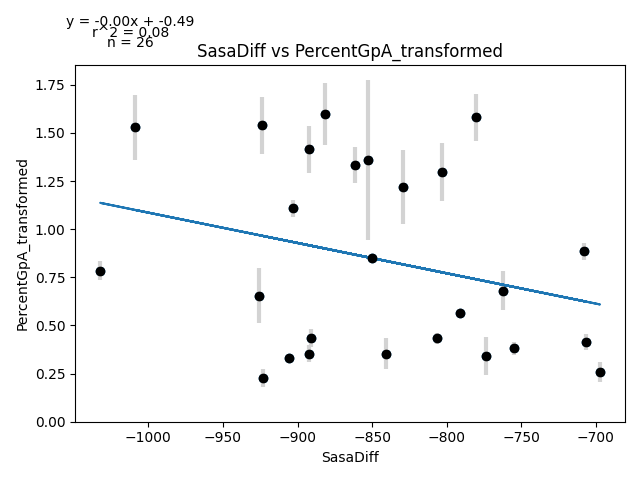 y = -0.00x + -0.49
r^2 = 0.08
n = 26
SasaDiff vs PercentGpA_transformed
PercentGpA_transformed
1.75
1.50
1.25
1.00
0.75
0.50
0.25
0.00
−1000 −950 −900 −850 −800 −750 −700
SasaDiff